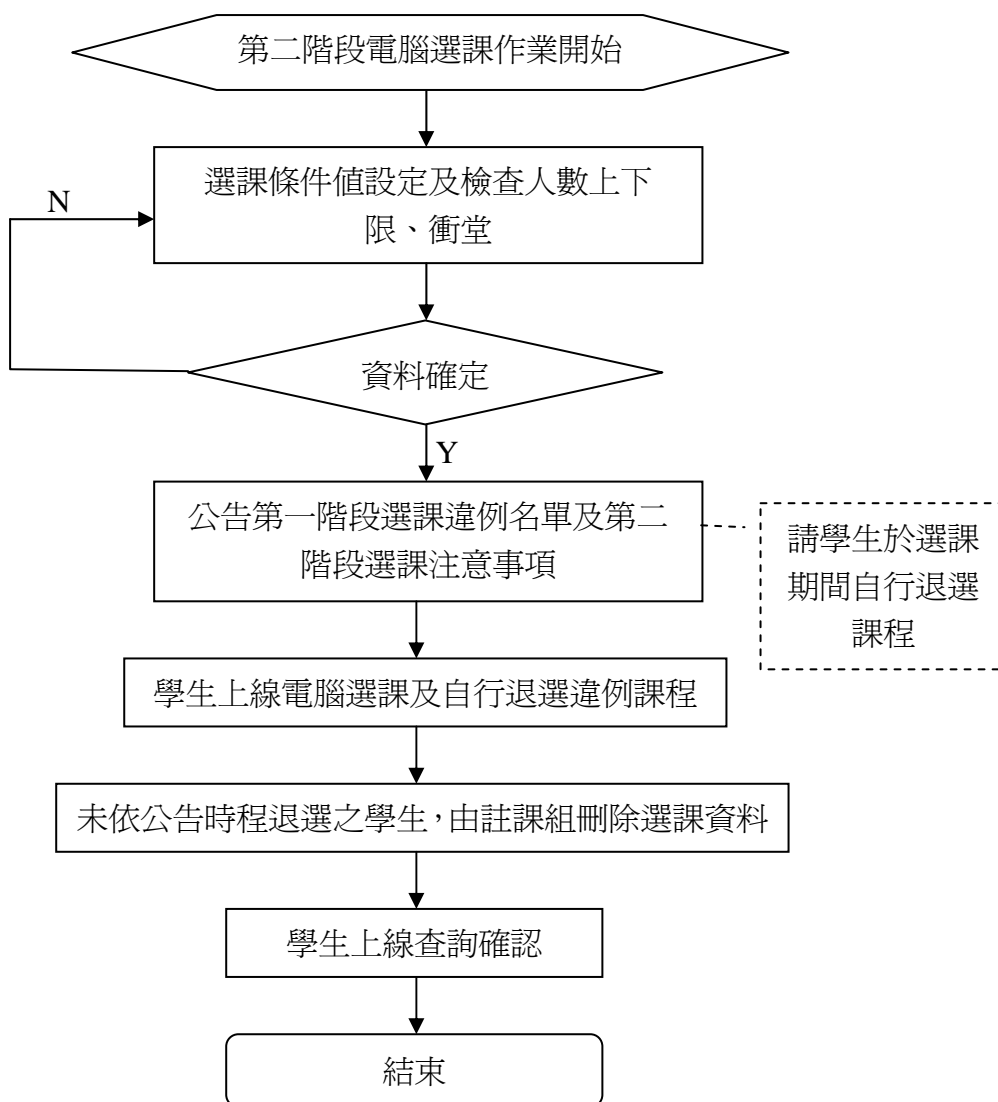 第二階段電腦選課作業開始
選課條件值設定及檢查人數上下
限、衝堂
N
資料確定
Y
公告第一階段選課違例名單及第二
階段選課注意事項
請學生於選課
期間自行退選
課程
學生上線電腦選課及自行退選違例課程
未依公告時程退選之學生,由註課組刪除選課資料
學生上線查詢確認
結束